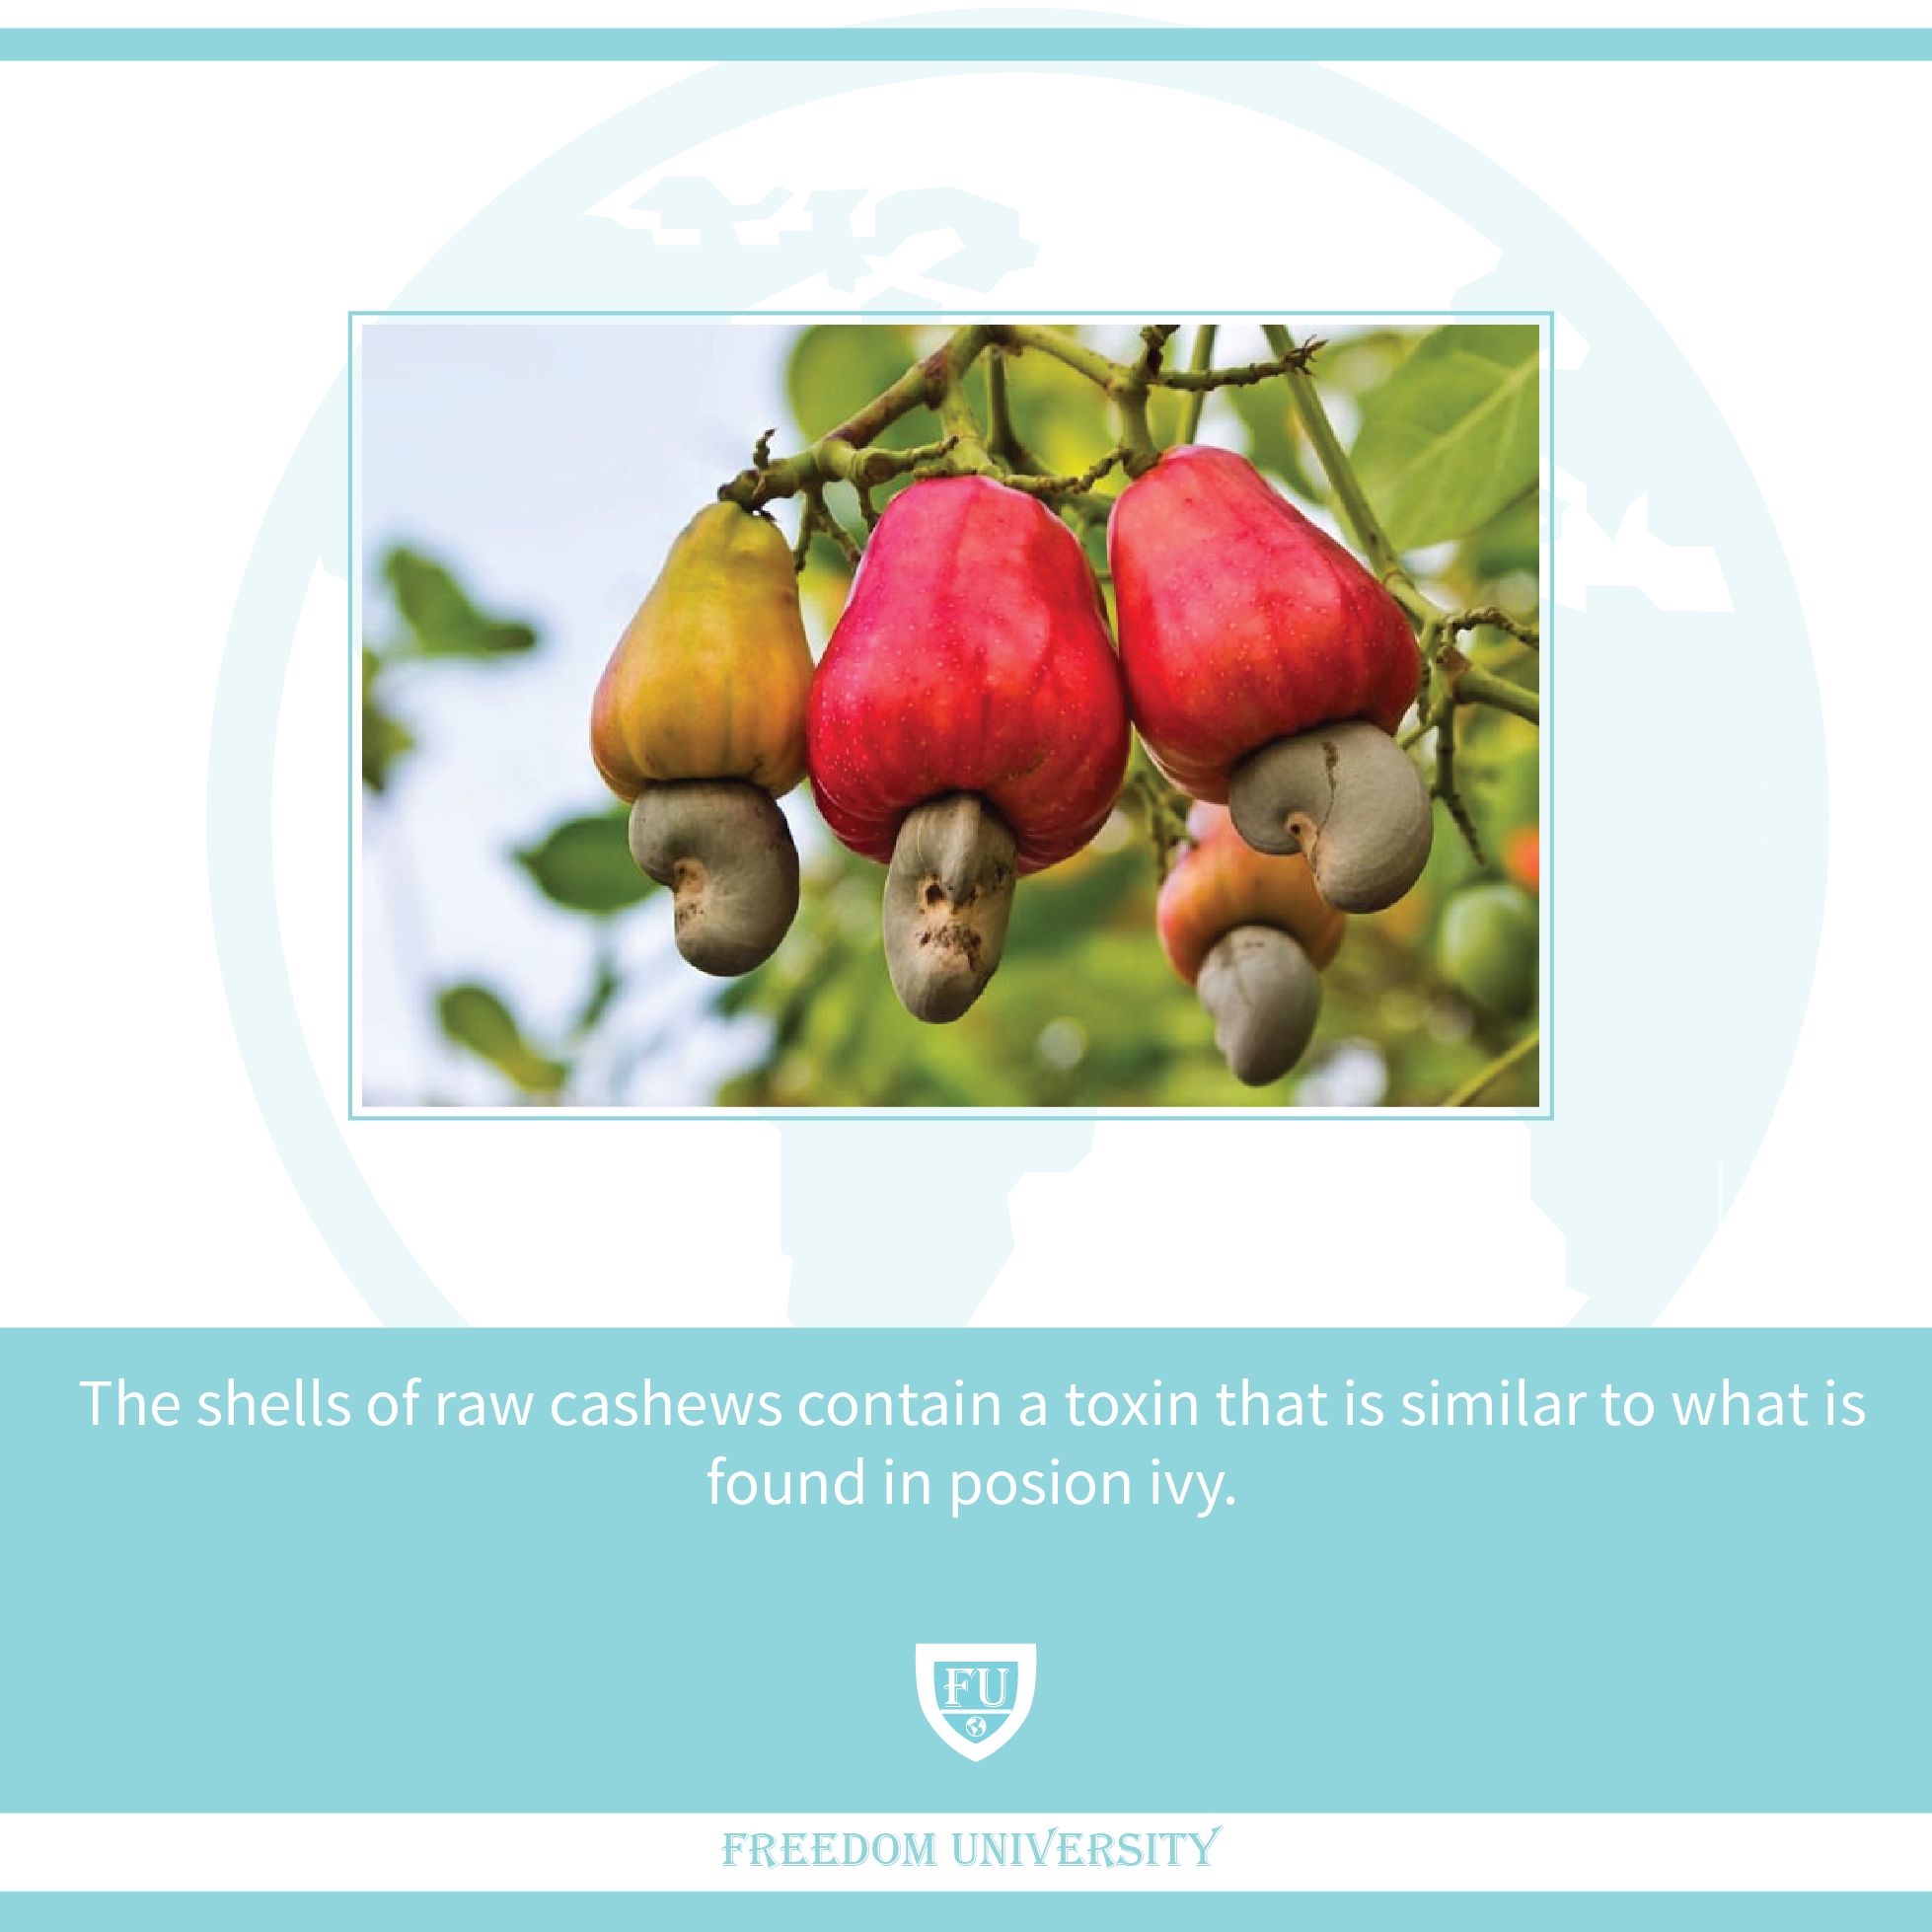 The shells of raw cashews contain a toxin that is similar to what is
found in posion ivy.
FU
FREEDOM UNIVERSITY